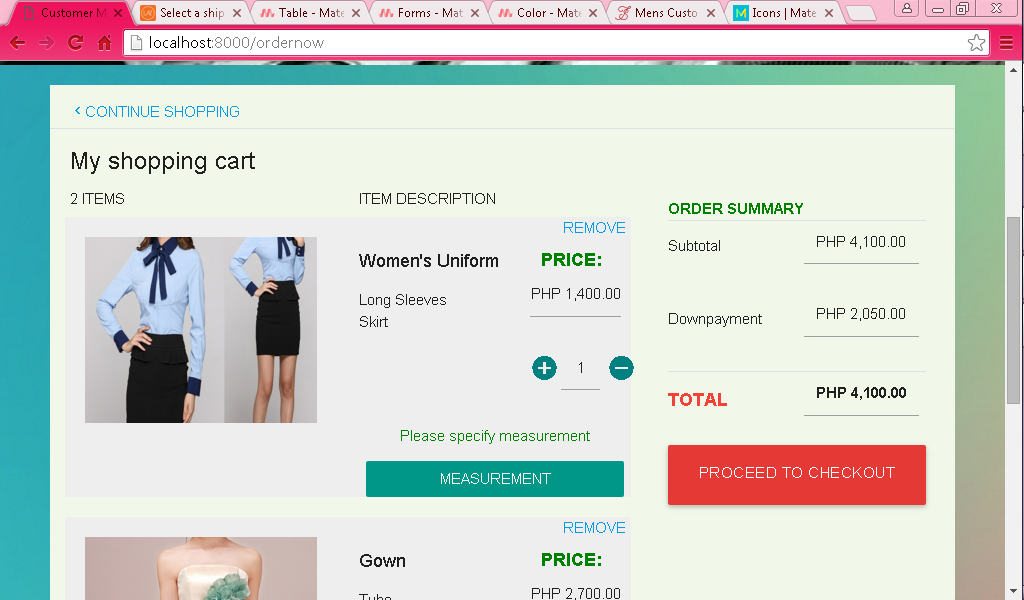 Customer M
Select a ship
Table - Mate
Forms - Mat
Color - Mate
Mens Custo
Icons | Mate
localhost:8000/ordernow
CONTINUE SHOPPING
My shopping cart
2 ITEMS
ITEM DESCRIPTION
REMOVE
Women's Uniform
PRICE:
Long Sleeves
PHP 1,400.00
Skirt
1
Please specify measurement
MEASUREMENT
REMOVE
Gown
PRICE:
Tube
PHP 2,700.00
ORDER SUMMARY
Subtotal
PHP 4,100.00
Downpayment
PHP 2,050.00
TOTAL
PHP 4,100.00
PROCEED TO CHECKOUT